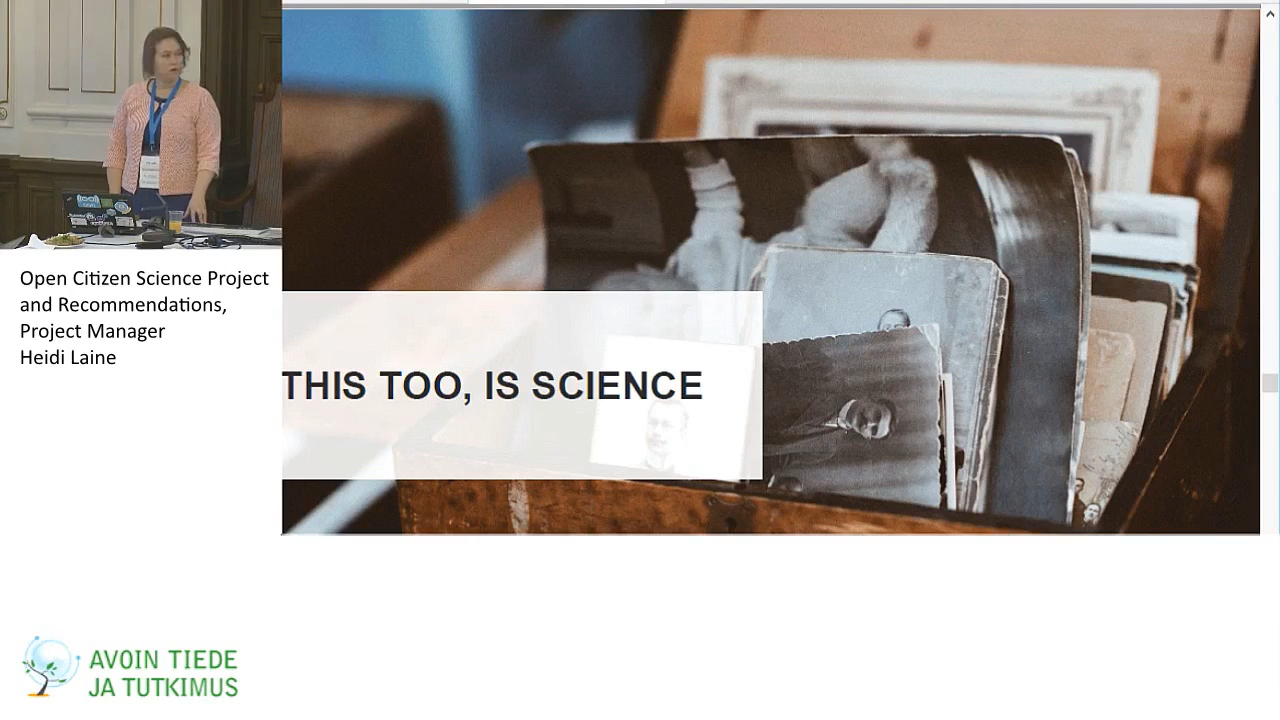 Open Citizen Science Project
and Recommendations,
Project Manager
Heidi Laine
THIS TOO, IS SCIENCE
AVOIN TIEDE
JA TUTKIMUS